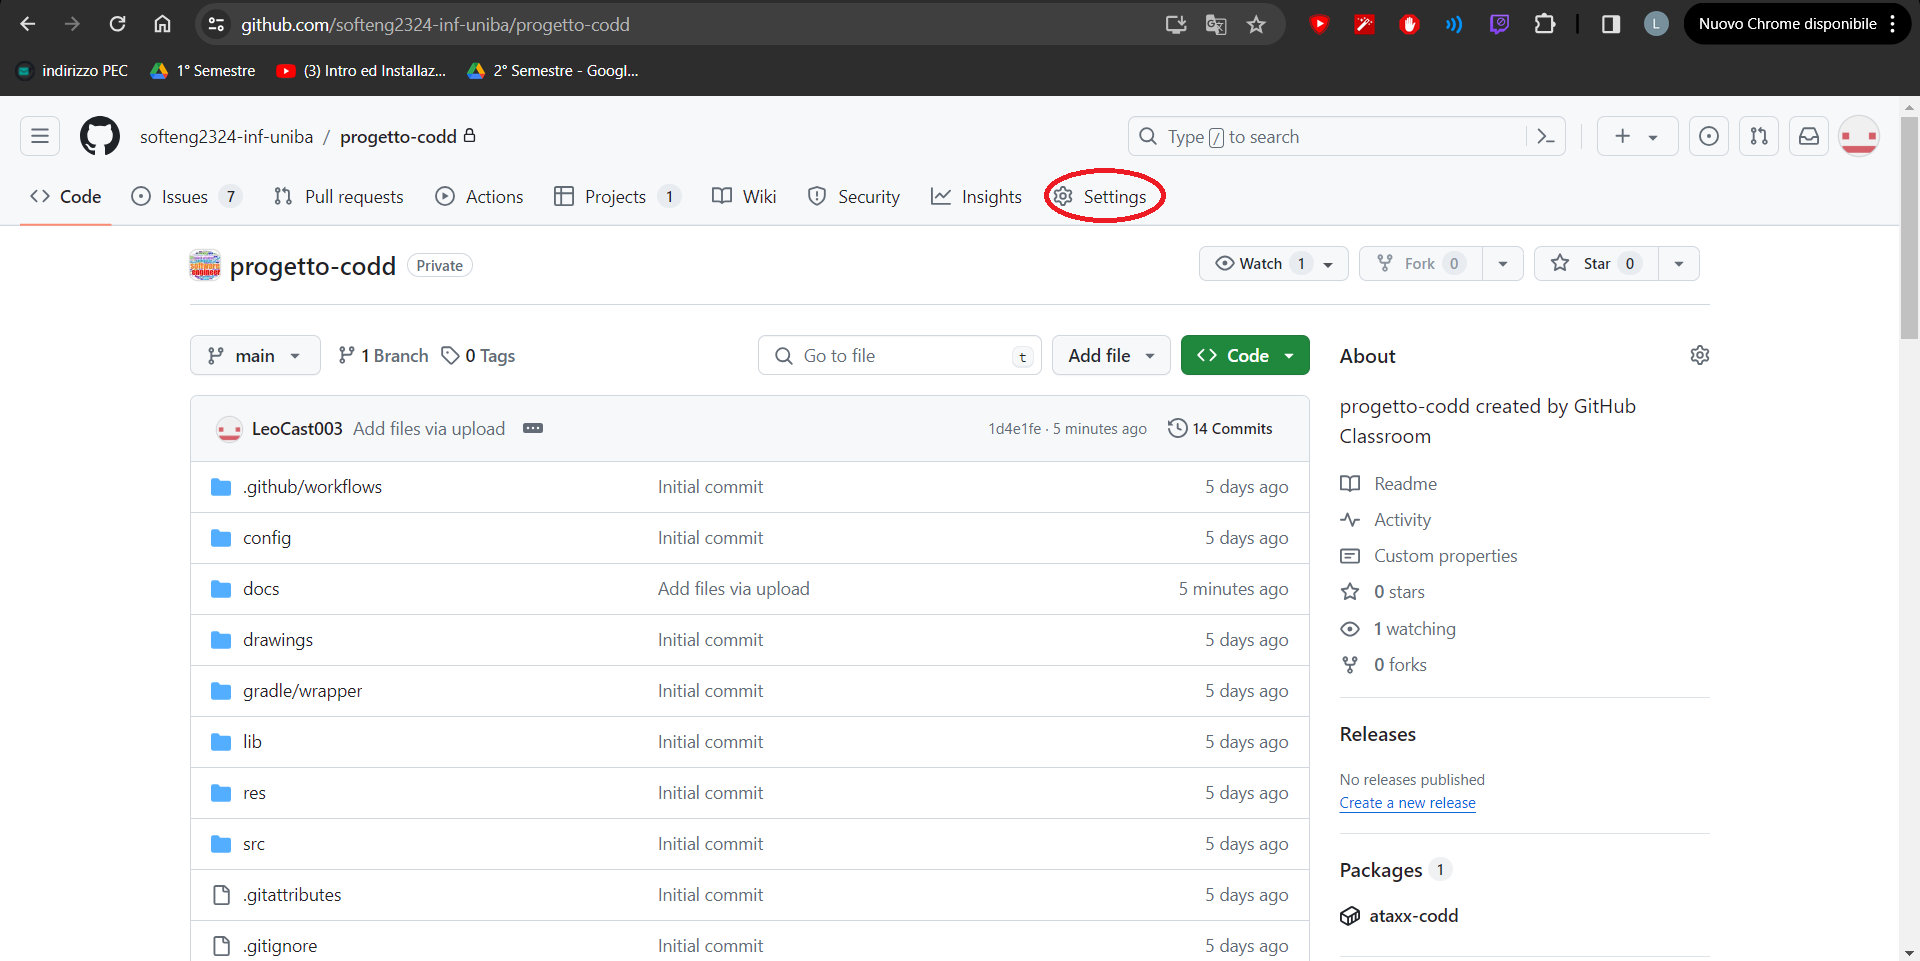 github.com/softeng2324-inf-uniba/progetto-codd
L
Nuovo Chrome disponibile
indirizzo PEC
1° Semestre
(3) Intro ed Installaz...
2° Semestre - Googl...
softeng2324-inf-uniba / progetto-codd
Type / to search
Code
Issues 7
Pull requests
Actions
Projects 1
Wiki
Security
Insights
Settings
progetto-codd Private
Watch 1
Fork 0
Star 0
main
1 Branch
0 Tags
Go to file t
Add file
Code
LeoCast003 Add files via upload
1d4e1fe · 5 minutes ago
14 Commits
.github/workflows Initial commit 5 days ago
config Initial commit 5 days ago
docs Add files via upload 5 minutes ago
drawings Initial commit 5 days ago
gradle/wrapper Initial commit 5 days ago
lib Initial commit 5 days ago
res Initial commit 5 days ago
src Initial commit 5 days ago
.gitattributes Initial commit 5 days ago
.gitignore Initial commit 5 days ago
About
progetto-codd created by GitHub
Classroom
Readme
Activity
Custom properties
0 stars
1 watching
0 forks
Releases
No releases published
Create a new release
Packages 1
ataxx-codd